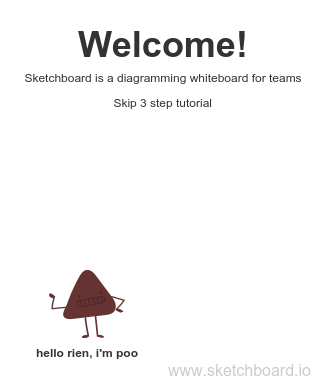 Welcome!
Sketchboard is a diagramming whiteboard for teams
Skip 3 step tutorial
hello rien, i'm poo
www.sketchboard.io